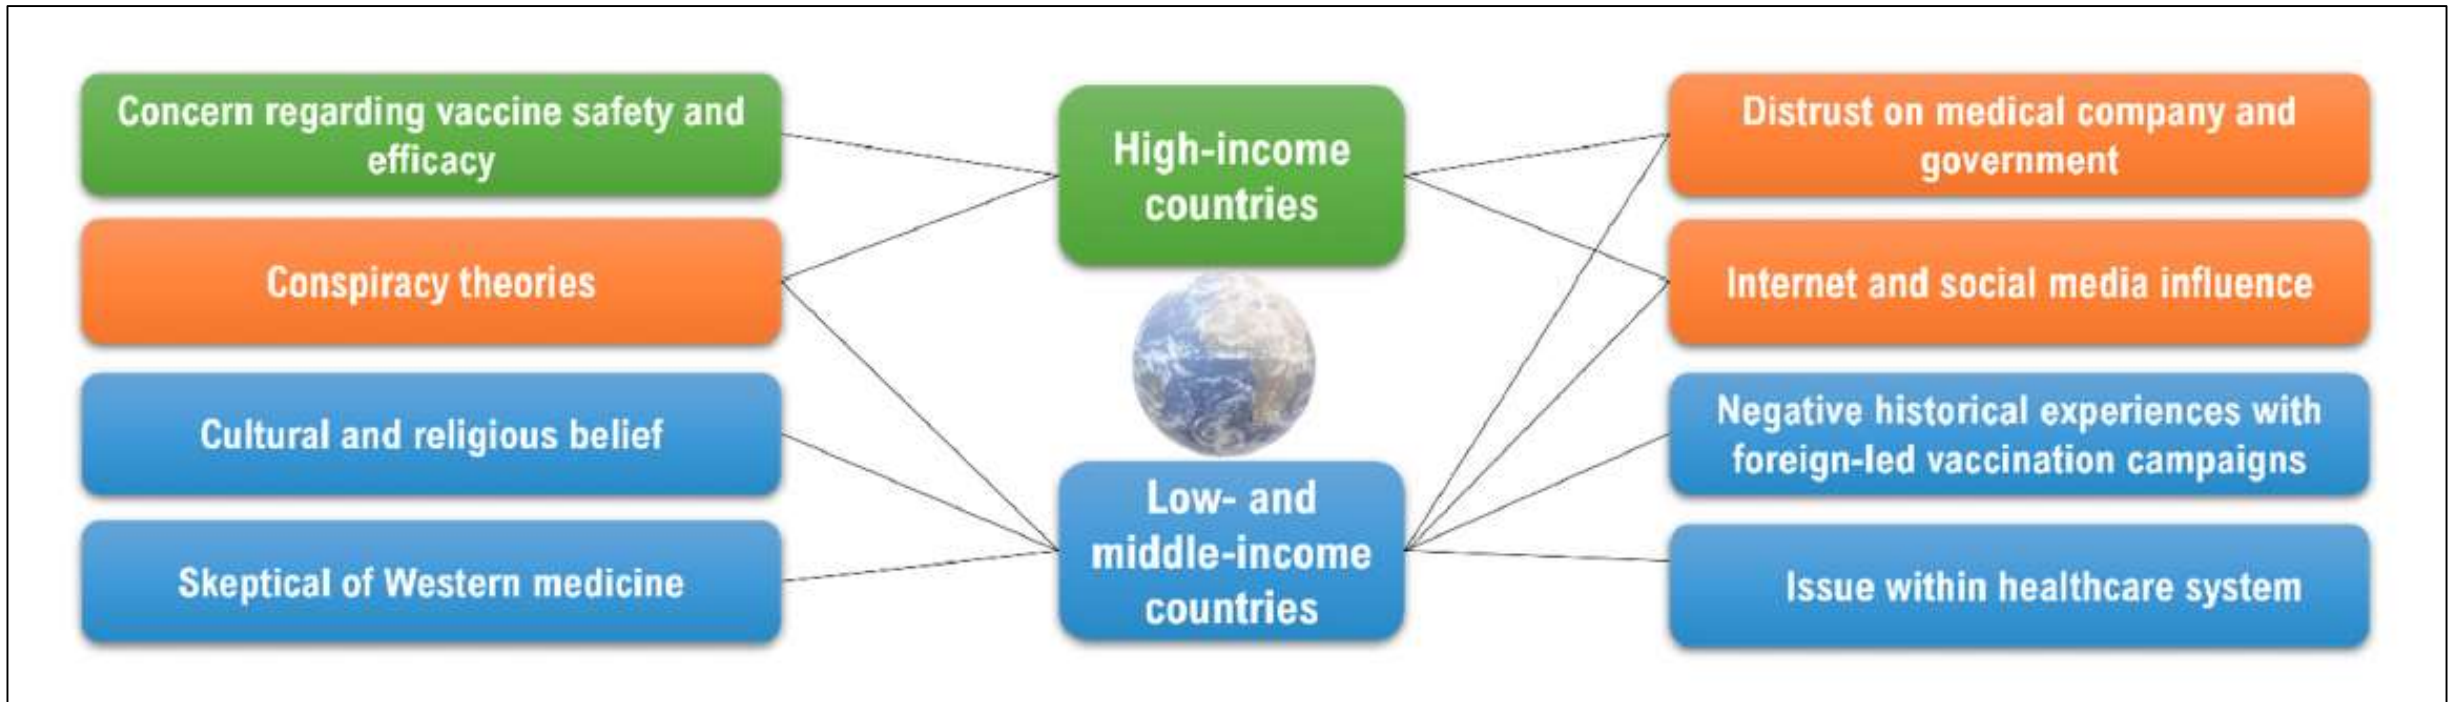 Concern regarding vaccine safety and
efficacy
Conspiracy theories
Cultural and religious belief
Skeptical of Western medicine
High-income
countries
Low- and
middle-income
countries
Distrust on medical company and
government
Internet and social media influence
Negative historical experiences with
foreign-led vaccination campaigns
Issue within healthcare system